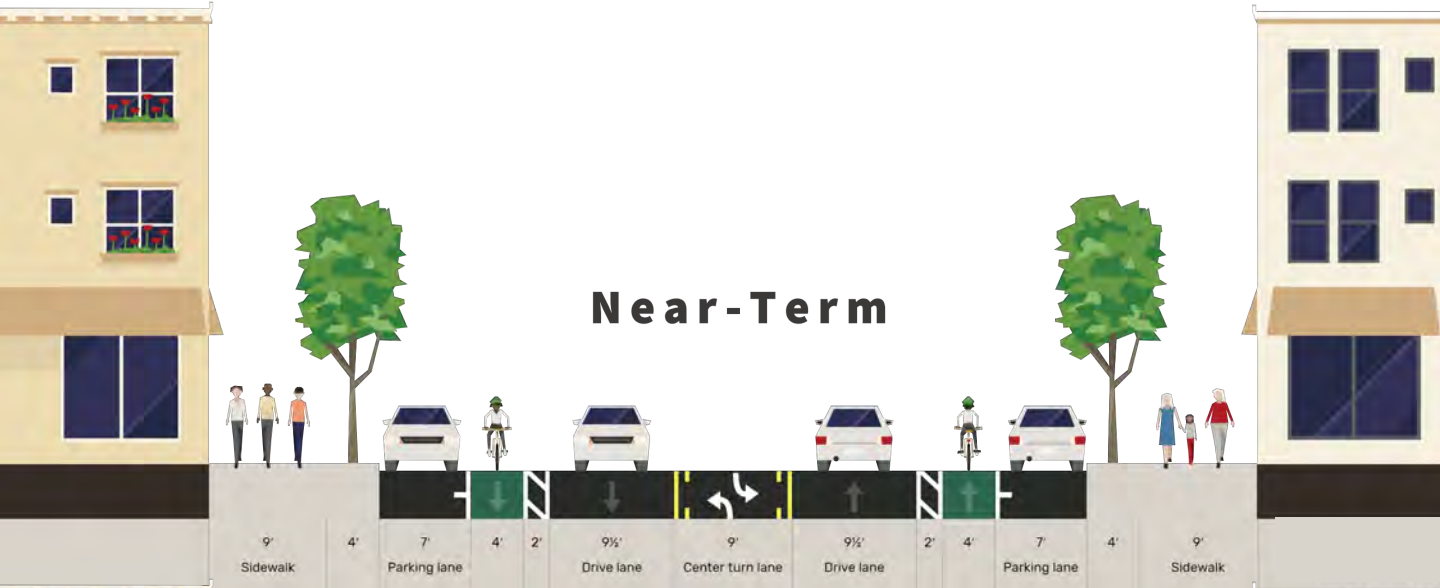 Near-Term
9' 4' 7' 4' 2' 9½' 9' 9½' 2' 4' 7' 4' 9'
Sidewalk Parking lane Drive lane Center turn lane Drive lane Parking lane Sidewalk